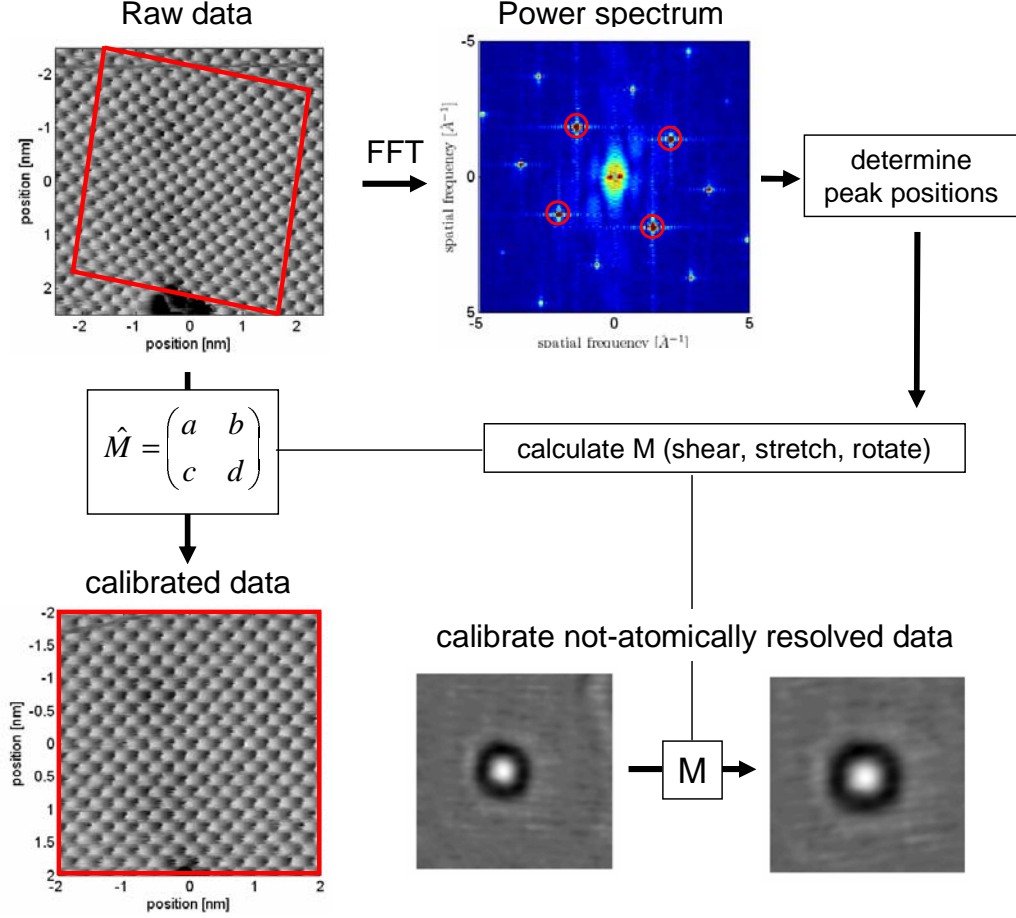 Raw data
Power spectrum
-2
-1
0
1
2
-2 -1 0 1 2
position [nm]
position [nm]
FFT
-5
0
5
-5 0 5
spatial frequency [Å⁻¹]
spatial frequency [Å⁻¹]
determine
peak positions
M̂ = (a b
c d)
calculate M (shear, stretch, rotate)
calibrated data
-2
-1.5
-1
-0.5
0
0.5
1
1.5
2
-2 -1 0 1 2
position [nm]
position [nm]
calibrate not-atomically resolved data
M